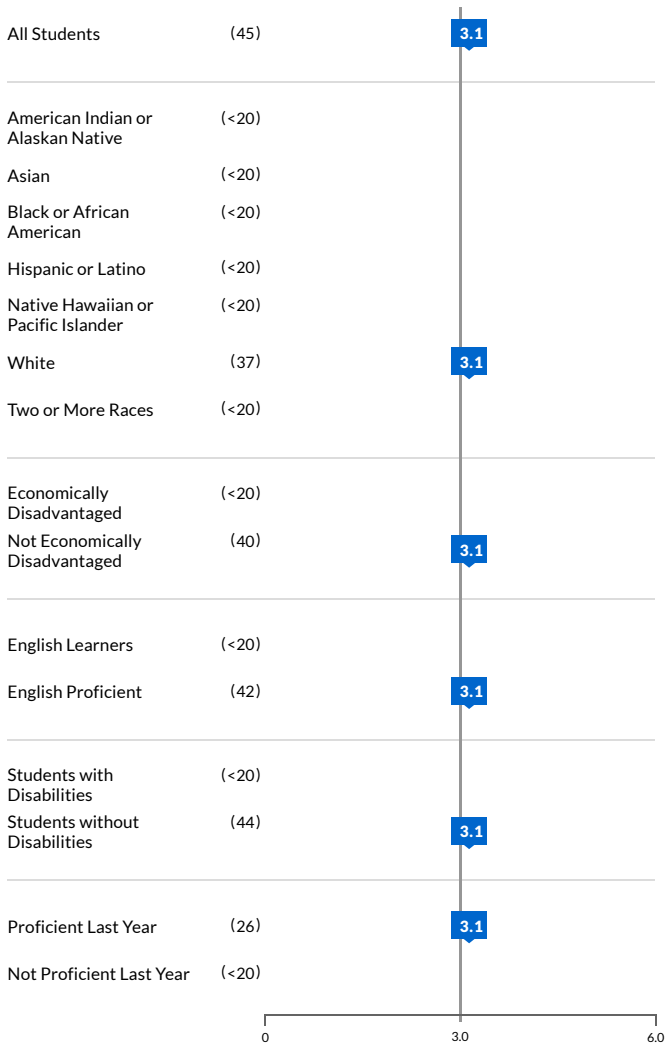 All Students (45) 3.1
American Indian or (<20)
Alaskan Native
Asian (<20)
Black or African (<20)
American
Hispanic or Latino (<20)
Native Hawaiian or (<20)
Pacific Islander
White (37) 3.1
Two or More Races (<20)
Economically (<20)
Disadvantaged
Not Economically (40) 3.1
Disadvantaged
English Learners (<20)
English Proficient (42) 3.1
Students with (<20)
Disabilities
Students without (44) 3.1
Disabilities
Proficient Last Year (26) 3.1
Not Proficient Last Year (<20)
0 3.0 6.0